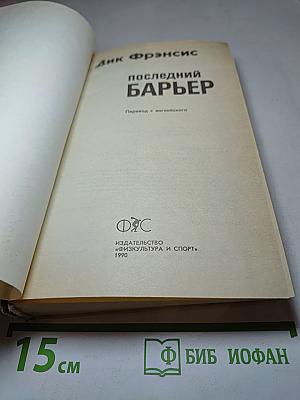 Дик Фрэнсис
последний
БАРЬЕР
Перевод с английского
ФиС
ИЗДАТЕЛЬСТВО
«ФИЗКУЛЬТУРА И СПОРТ»
1990
15 см
Ф БИБ ИОФАН